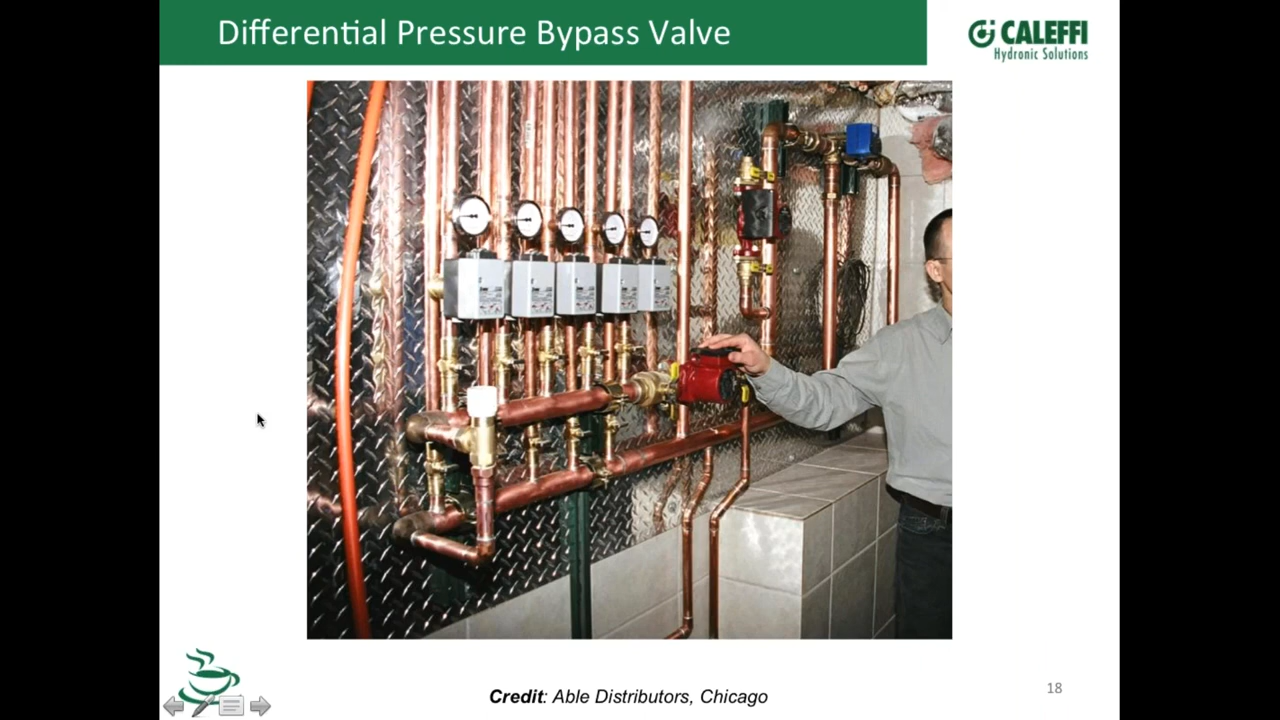 Differential Pressure Bypass Valve
CALEFFI
Hydronic Solutions
Credit: Able Distributors, Chicago
18